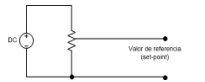 DC
Valor de referencia
(set-point)